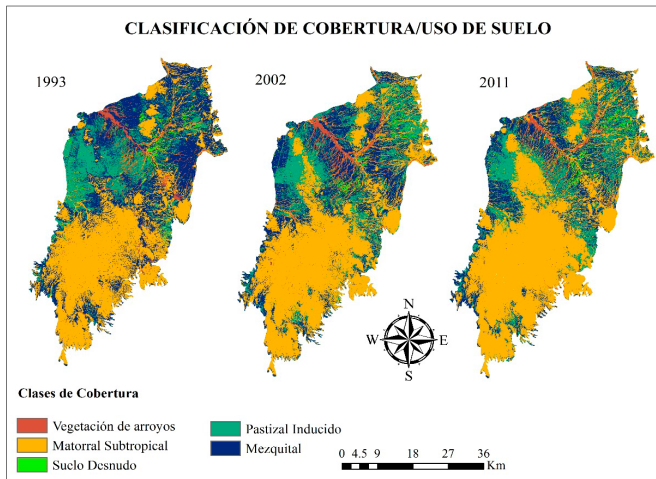 CLASIFICACIÓN DE COBERTURA/USO DE SUELO
1993
2002
2011
N
W E
S
Clases de Cobertura
Vegetación de arroyos
Matorral Subtropical
Suelo Desnudo
Pastizal Inducido
Mezquital
0 4.5 9 18 27 36
Km